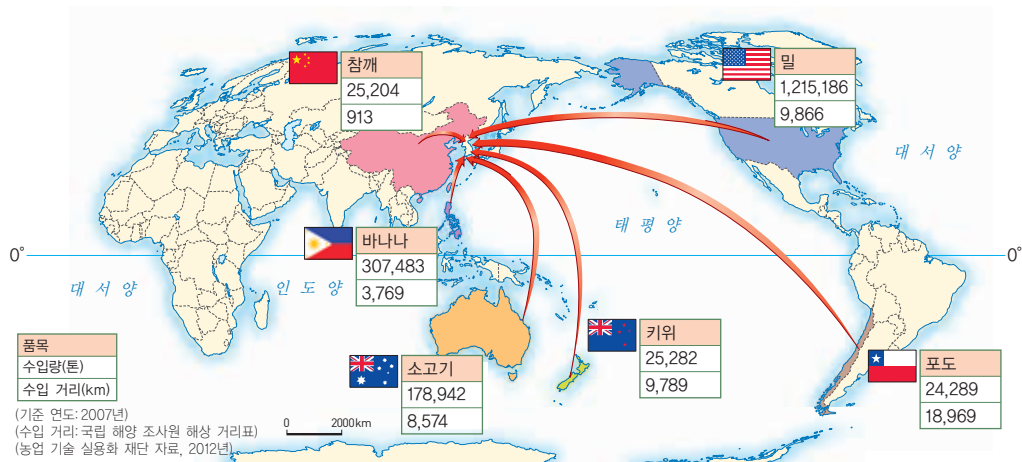 참깨
25,204
913
밀
1,215,186
9,866
대서양
태평양
0°
0°
바나나
307,483
3,769
대서양
인도양
키위
25,282
9,789
품목
수입량(톤)
수입 거리(km)
소고기
178,942
8,574
포도
24,289
18,969
(기준 연도:2007년)
(수입 거리:국립 해양 조사원 해상 거리표)
(농업 기술 실용화 재단 자료, 2012년)
0 2000km